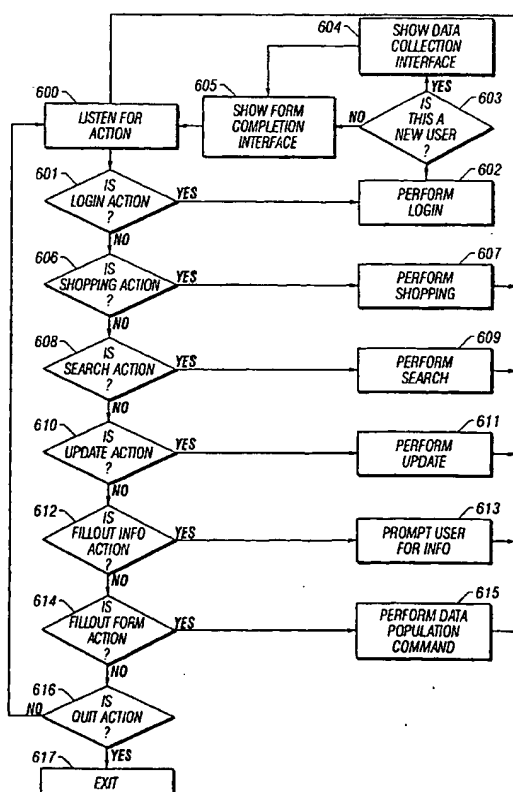 604
SHOW DATA
COLLECTION
INTERFACE
600
605
YES
603
LISTEN FOR
ACTION
SHOW FORM
COMPLETION
INTERFACE
NO
IS
THIS A
NEW USER
?
601
IS
LOGIN ACTION
?
YES
602
PERFORM
LOGIN
NO
606
IS
SHOPPING ACTION
?
YES
607
PERFORM
SHOPPING
NO
608
IS
SEARCH ACTION
?
YES
609
PERFORM
SEARCH
NO
610
IS
UPDATE ACTION
?
YES
611
PERFORM
UPDATE
NO
612
IS
FILLOUT INFO
ACTION
?
YES
613
PROMPT USER
FOR INFO
NO
614
IS
FILLOUT FORM
ACTION
?
YES
615
PERFORM DATA
POPULATION
COMMAND
NO
616
NO
IS
QUIT ACTION
?
YES
617
EXIT